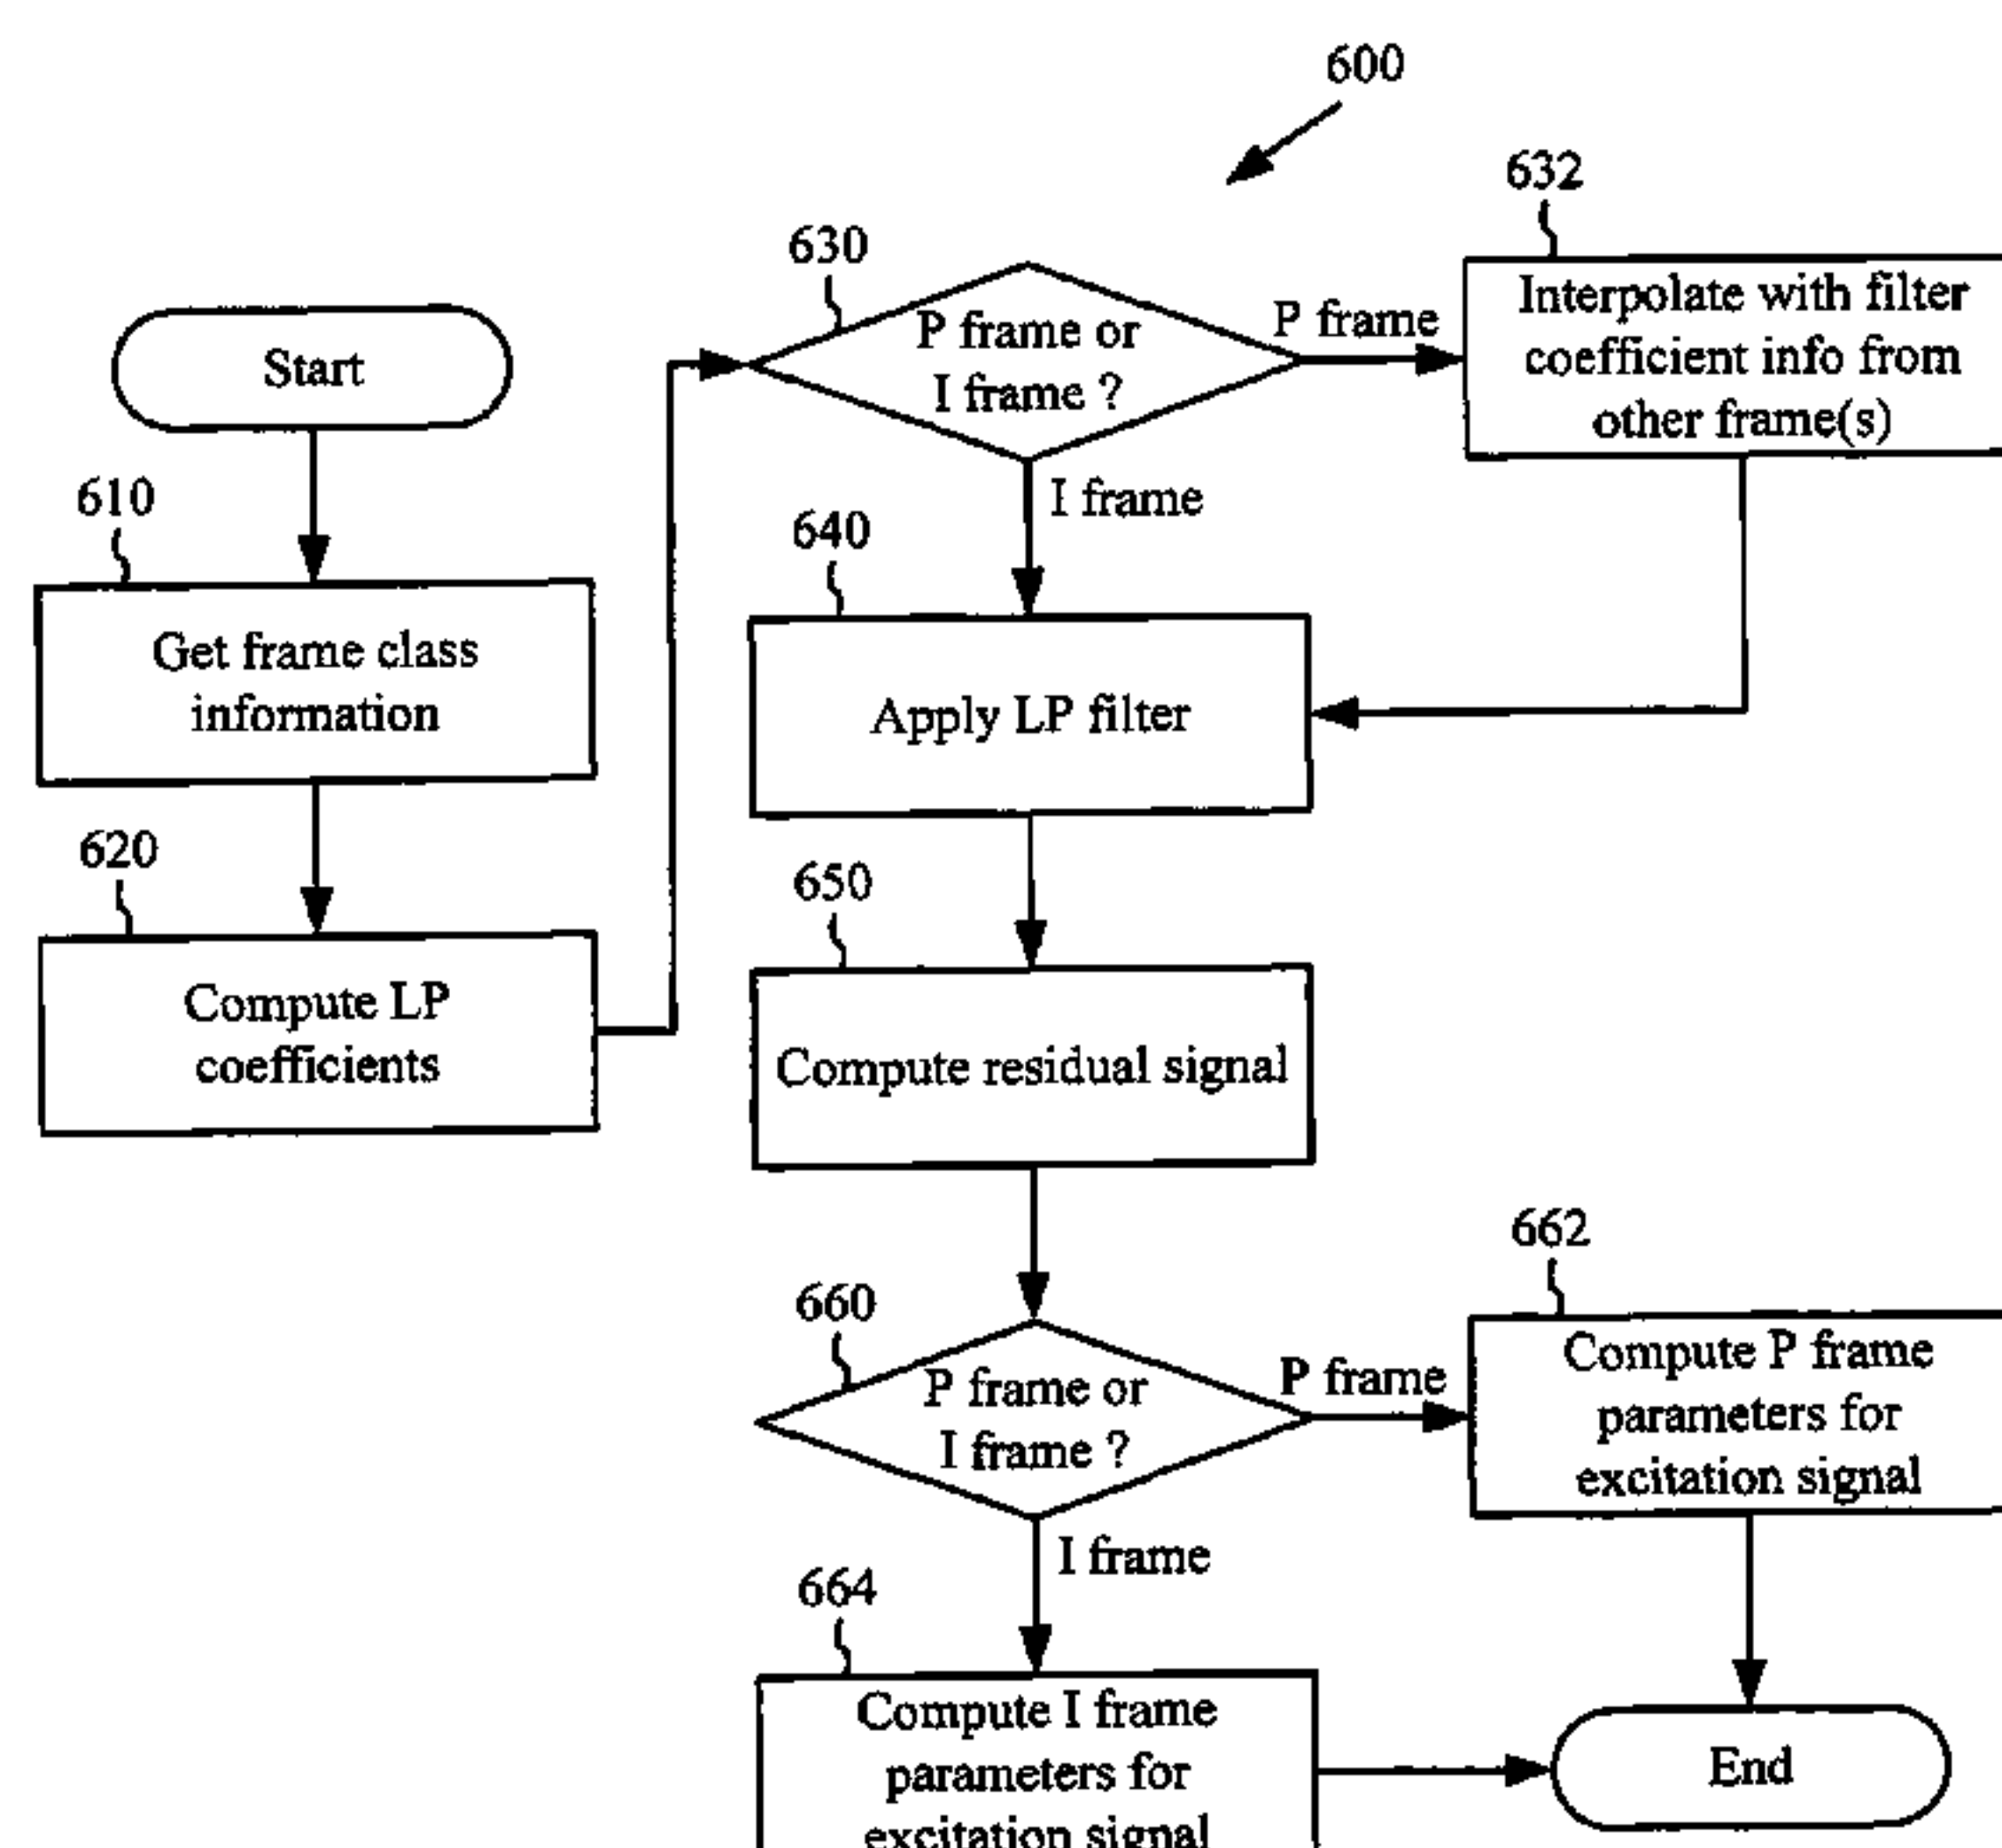 600
Start
610
Get frame class
information
620
Compute LP
coefficients
630
P frame or
I frame ?
P frame
I frame
632
Interpolate with filter
coefficient info from
other frame(s)
640
Apply LP filter
650
Compute residual signal
660
P frame or
I frame ?
P frame
I frame
662
Compute P frame
parameters for
excitation signal
664
Compute I frame
parameters for
excitation signal
End